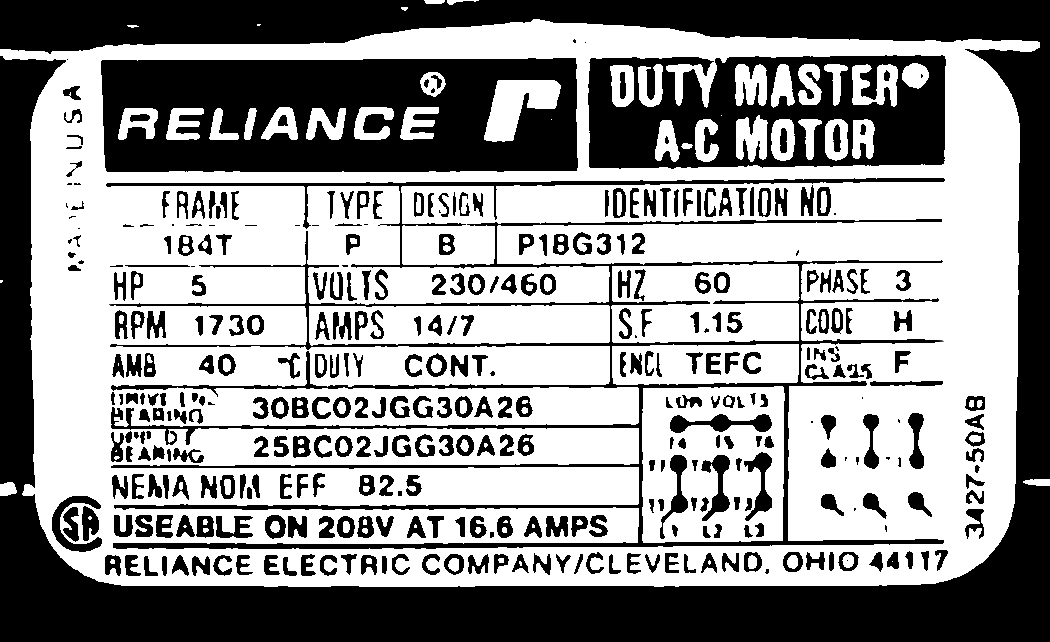 RELIANCE®
DUTY MASTER®
A-C MOTOR
MADE IN USA
FRAME TYPE DESIGN IDENTIFICATION NO.
184T P B P18G312
HP 5 VOLTS 230/460 HZ 60 PHASE 3
RPM 1730 AMPS 14/7 S.F 1.15 CODE H
AMB 40 °C DUTY CONT. ENCL TEFC INS CLASS F
BEARING 30BC02JGG30A26
BEARING 25BC02JGG30A26
NEMA NOM EFF 82.5
USEABLE ON 208V AT 16.6 AMPS
LOW VOLTS
T4 T5 T6
T7 T8 T9
T1 T2 T3
L1 L2 L3
3427-50AB
SA
RELIANCE ELECTRIC COMPANY/CLEVELAND, OHIO 44117